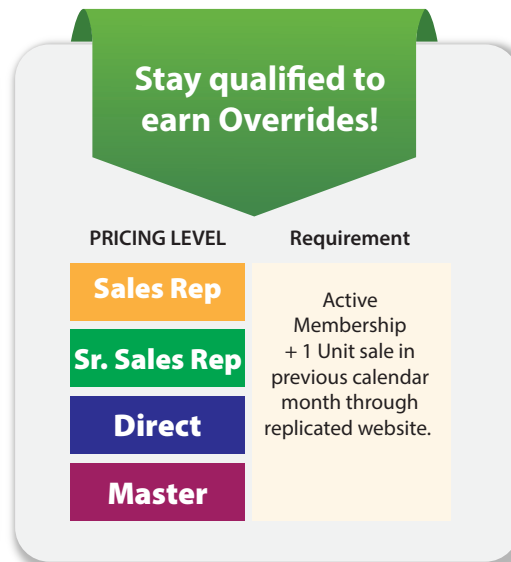 Stay qualified to
earn Overrides!
PRICING LEVEL Requirement
Sales Rep
Sr. Sales Rep
Direct
Master
Active
Membership
+ 1 Unit sale in
previous calendar
month through
replicated website.